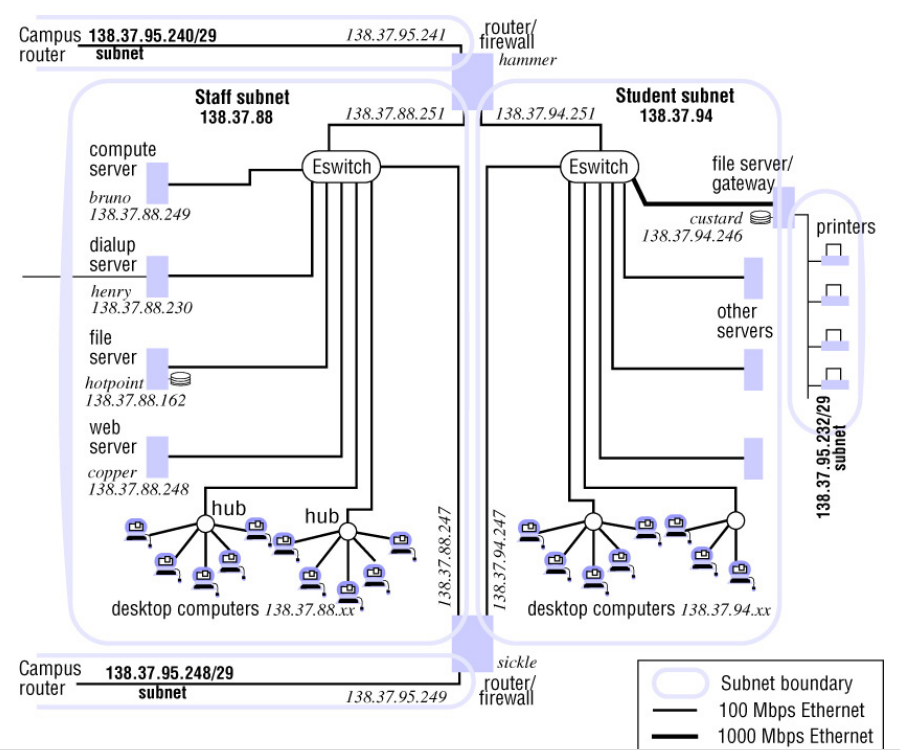 Campus
router
138.37.95.240/29
subnet
138.37.95.241
router/
firewall
hammer
Staff subnet
138.37.88
138.37.88.251
Student subnet
138.37.94
138.37.94.251
compute
server
bruno
138.37.88.249
Eswitch
Eswitch
file server/
gateway
custard
138.37.94.246
printers
dialup
server
henry
138.37.88.230
other
servers
file
server
hotpoint
138.37.88.162
web
server
copper
138.37.88.248
138.37.95.232/29
subnet
hub
hub
138.37.88.247
138.37.94.247
desktop computers 138.37.88.xx
desktop computers 138.37.94.xx
Campus
router
138.37.95.248/29
subnet
138.37.95.249
sickle
router/
firewall
Subnet boundary
100 Mbps Ethernet
1000 Mbps Ethernet